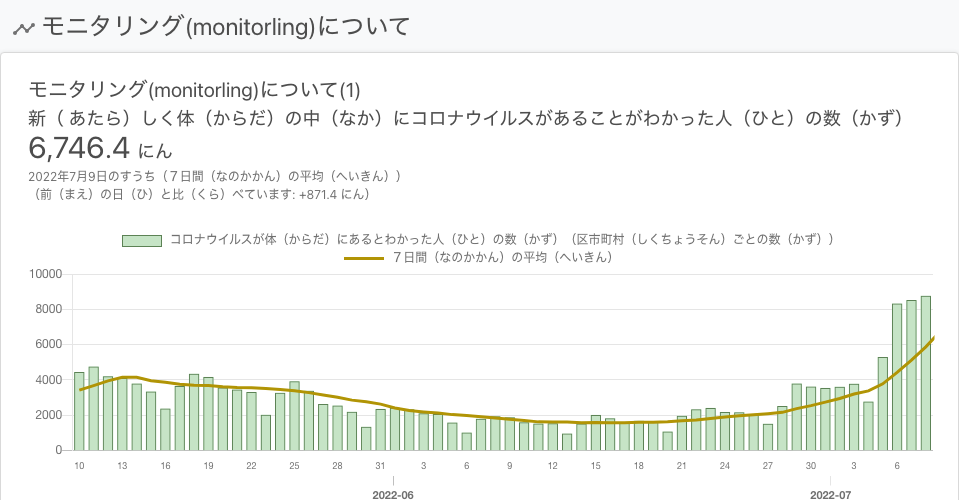 モニタリング(monitorling)について
モニタリング(monitorling)について(1)
新（ あたら）しく体（からだ）の中（なか）にコロナウイルスがあることがわかった人（ひと）の数（かず）
6,746.4 にん
2022年7月9日のすうち（７日間（なのかかん）の平均（へいきん））
（前（まえ）の日（ひ）と比（くら）べています: +871.4 にん）
コロナウイルスが体（からだ）にあるとわかった人（ひと）の数（かず）（区市町村（しくちょうそん）ごとの数（かず））
７日間（なのかかん）の平均（へいきん）
10000
8000
6000
4000
2000
0
10 13 16 19 22 25 28 31 3 6 9 12 15 18 21 24 27 30 3 6
2022-06 2022-07